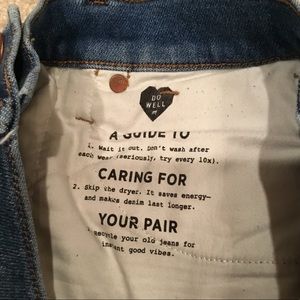 DO
WELL
A GUIDE TO
1. Wait it out. Don't wash after
each wear (seriously, try every 10x).
CARING FOR
2. Skip the dryer. It saves energy—
and makes denim last longer.
YOUR PAIR
Recycle your old jeans for
instant good vibes.